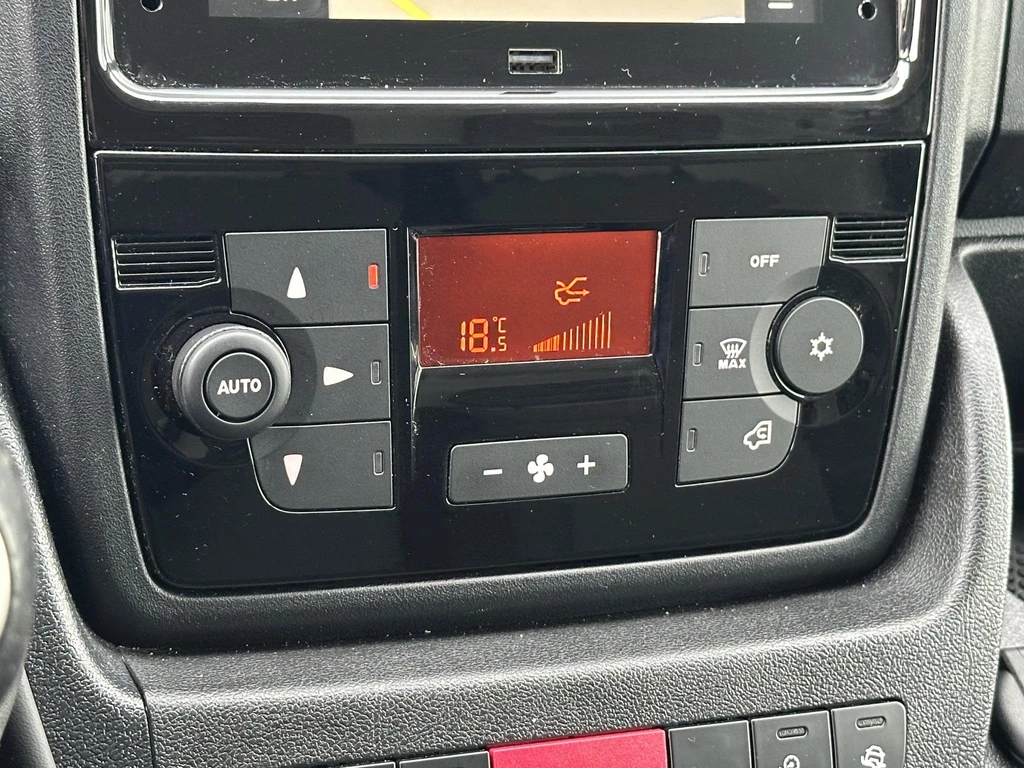 OFF
AUTO
18.5 °C
MAX
C
- +